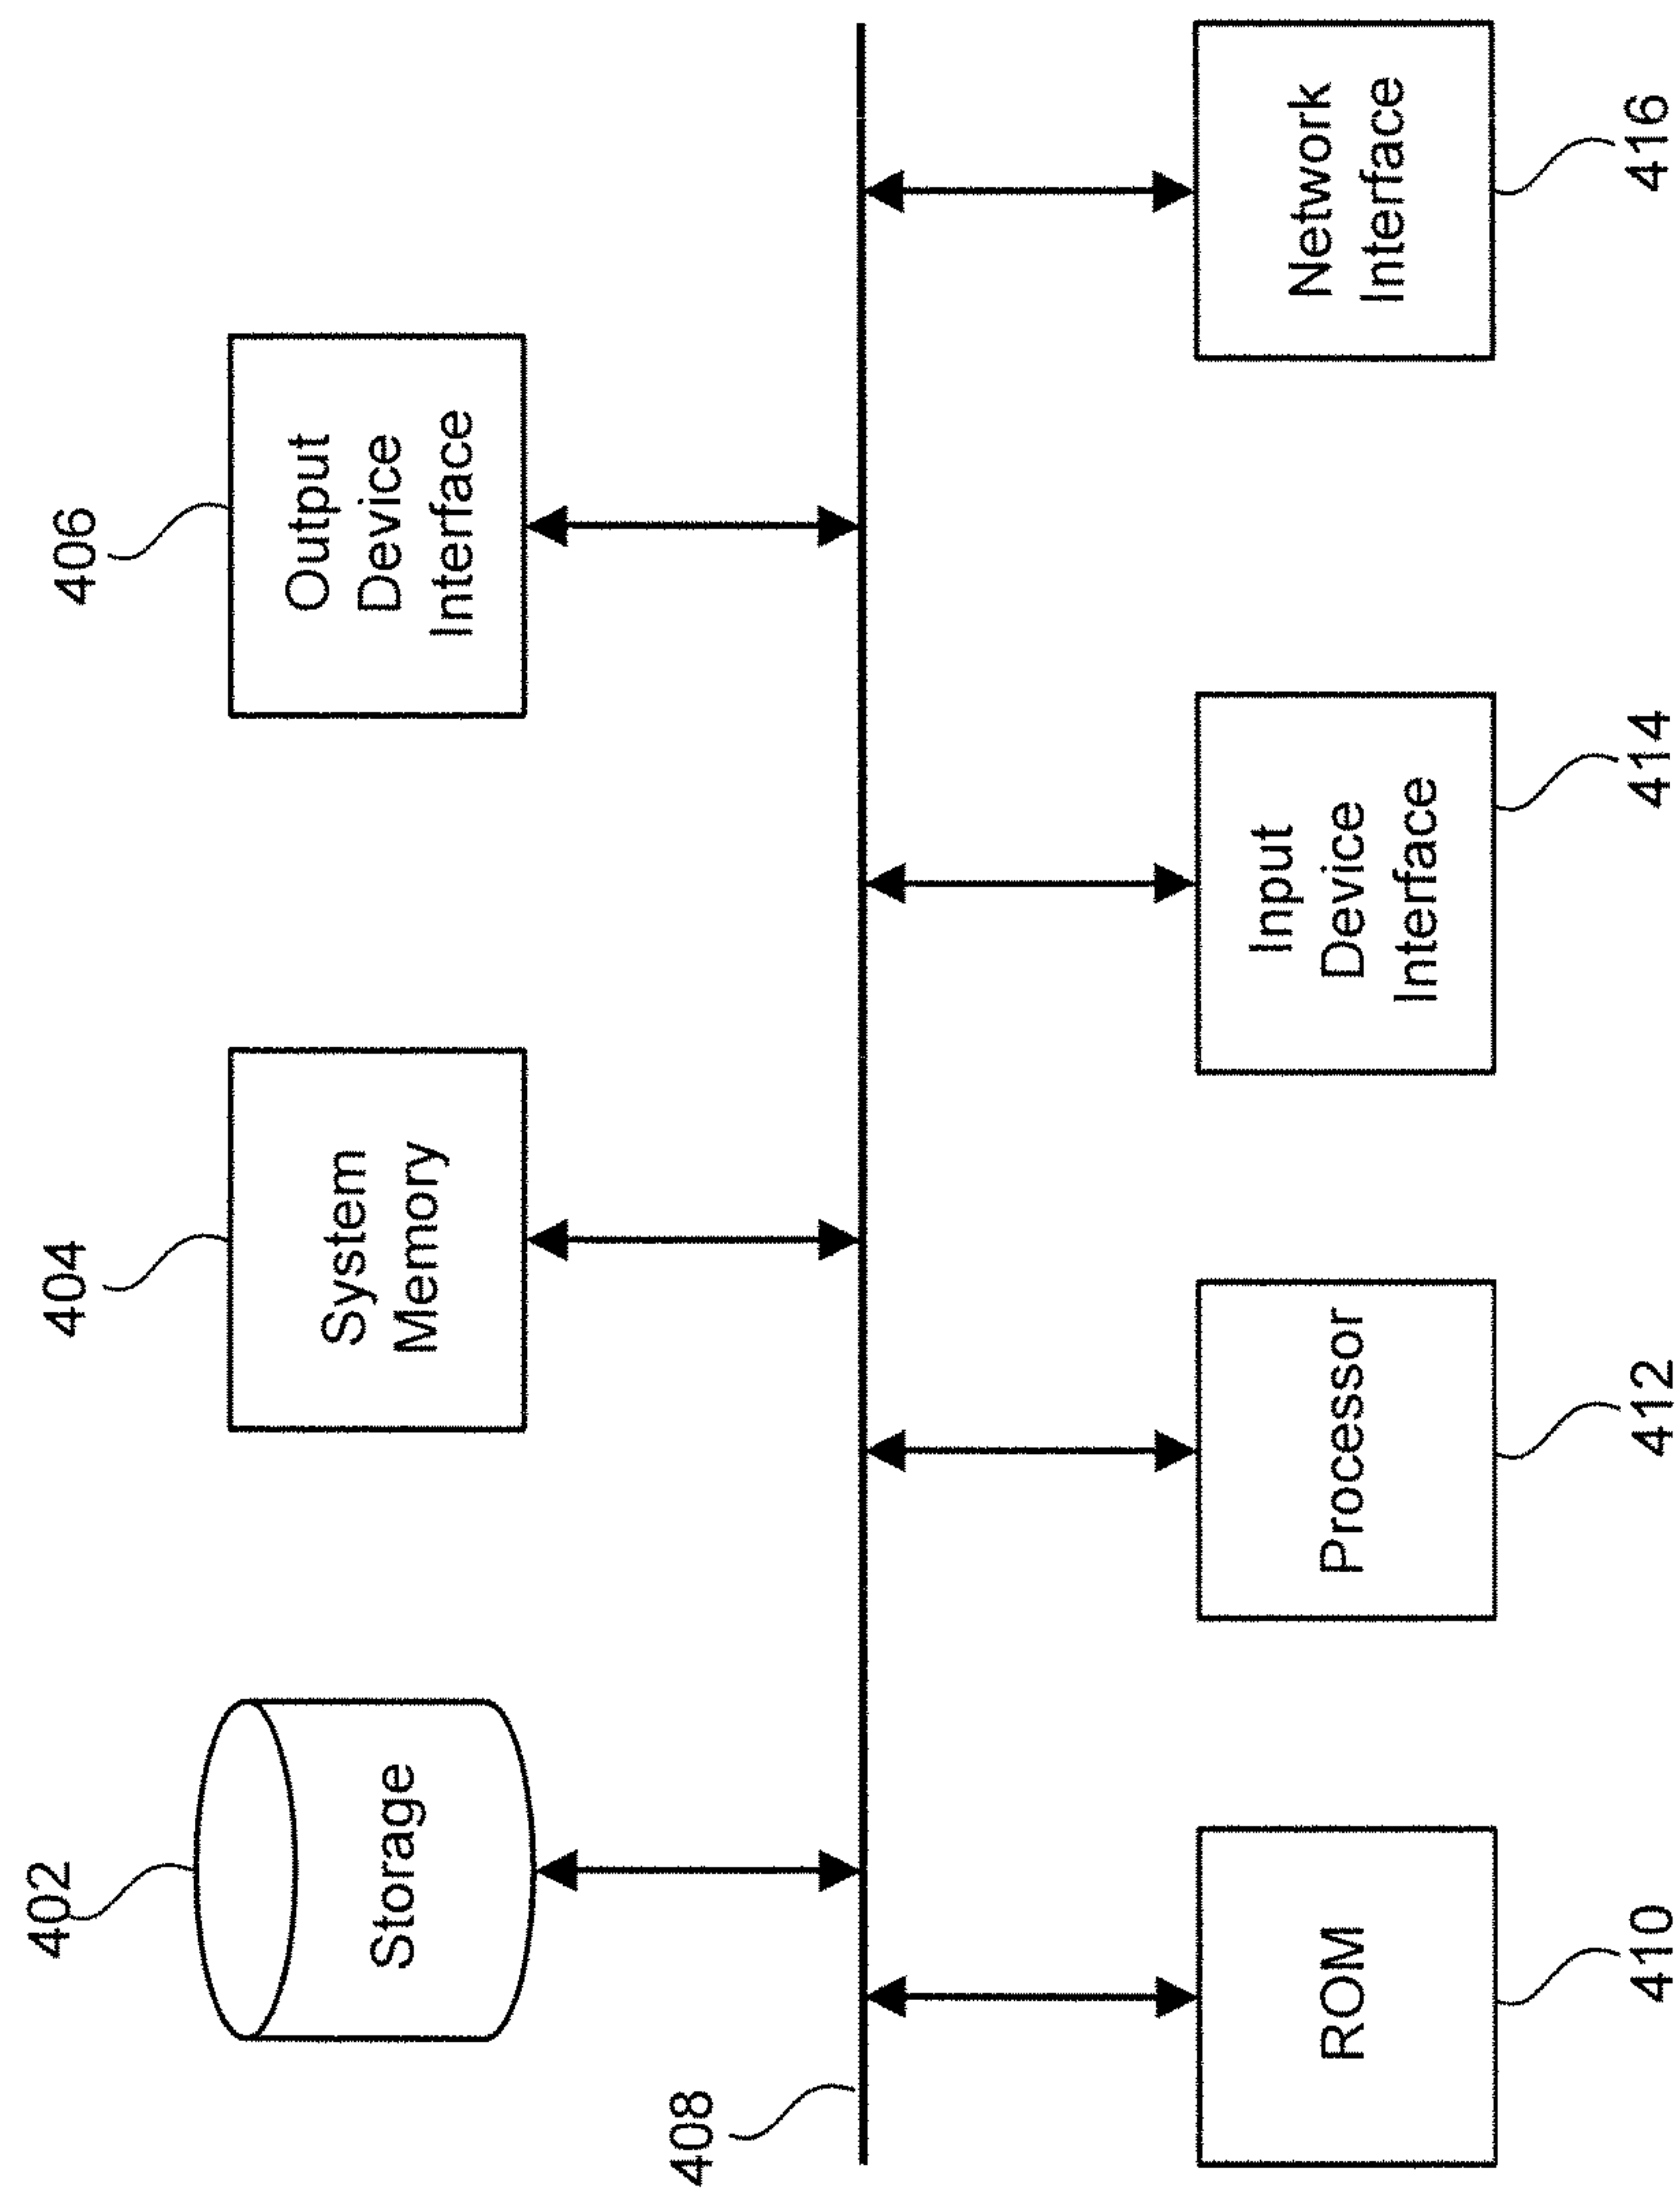 402
404
406
Storage
System
Memory
Output
Device
Interface
408
ROM
Processor
Input
Device
Interface
Network
Interface
410
412
414
416